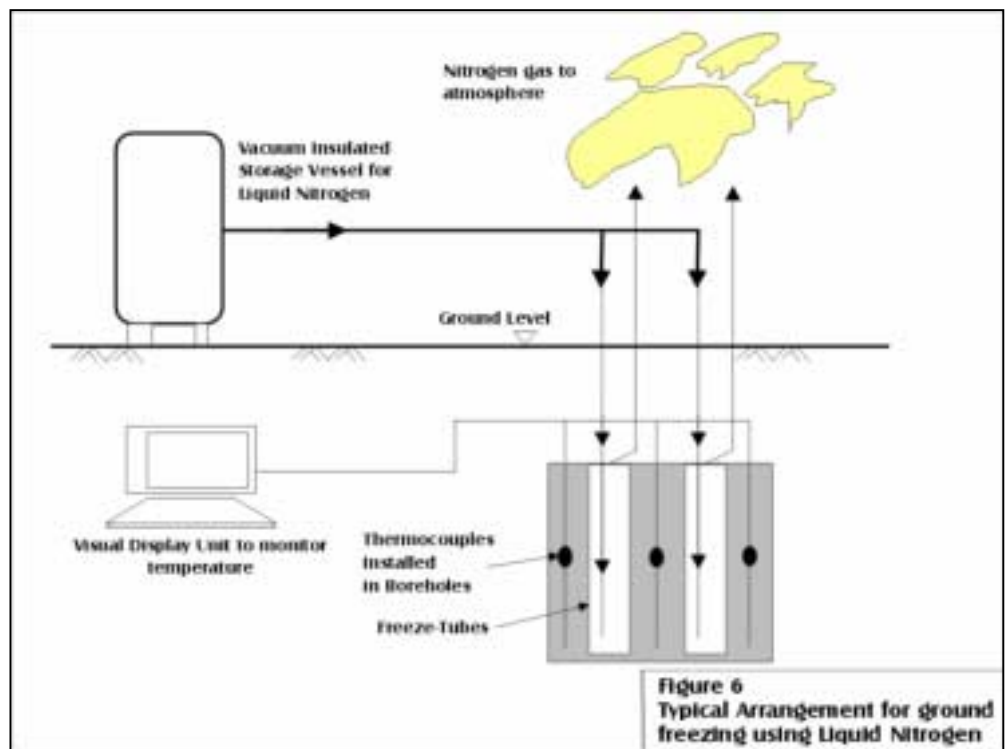 Nitrogen gas to
atmosphere
Vacuum Insulated
Storage Vessel for
Liquid Nitrogen
Ground Level
Visual Display Unit to monitor
temperature
Thermocouples
Installed
in Boreholes
Freeze-Tubes
Figure 6
Typical Arrangement for ground
freezing using Liquid Nitrogen